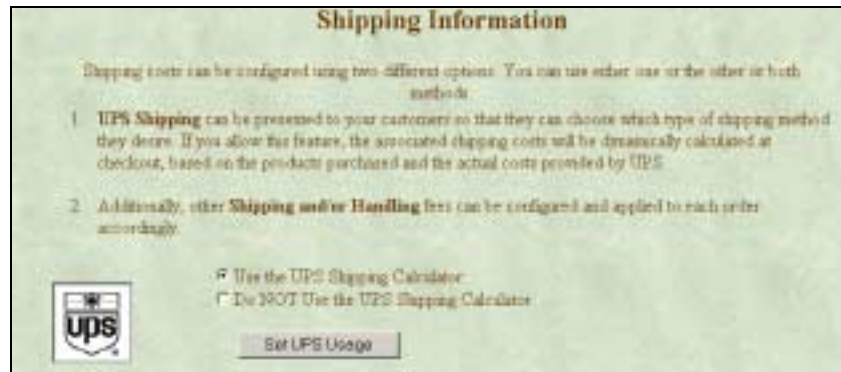 Shipping Information
Shipping costs can be configured using two different options. You can use either one or the other or both
methods
1. UPS Shipping can be presented to your customers so that they can choose which type of shipping method
they desire. If you allow this feature, the associated shipping costs will be dynamically calculated at
checkout, based on the products purchased and the actual costs provided by UPS
2. Additionally, other Shipping and/or Handling fees can be configured and applied to each order
accordingly.
Use the UPS Shipping Calculator
Do NOT Use the UPS Shipping Calculator
ups
Set UPS Usage